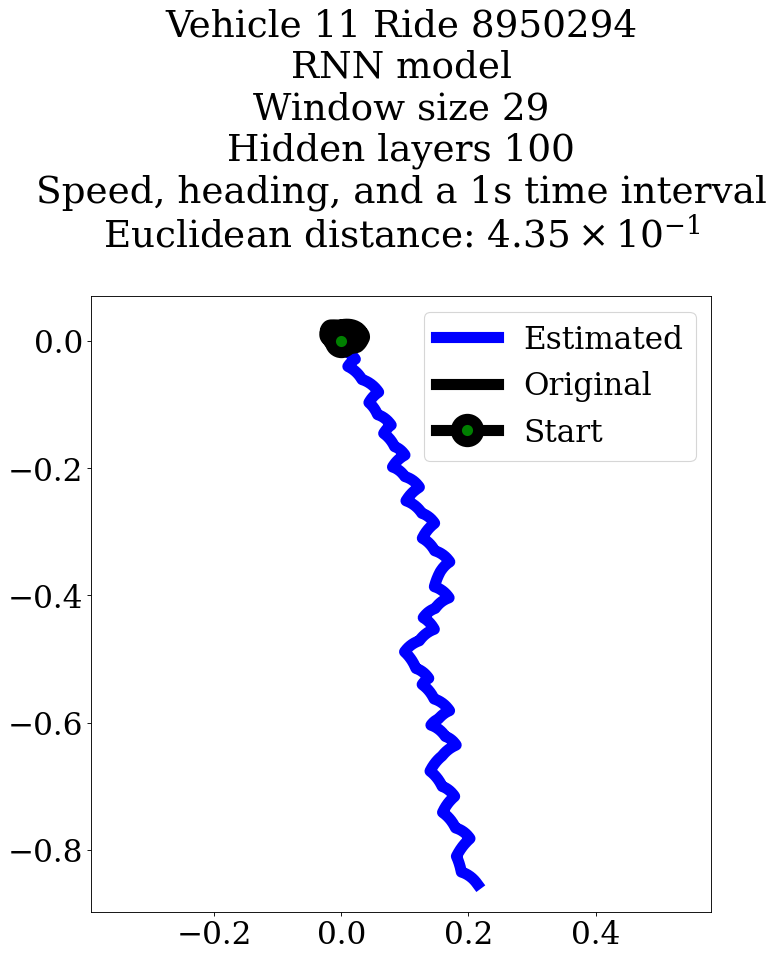 Vehicle 11 Ride 8950294
RNN model
Window size 29
Hidden layers 100
Speed, heading, and a 1s time interval
Euclidean distance: 4.35 × 10⁻¹
Estimated
Original
Start
0.0
−0.2
−0.4
−0.6
−0.8
−0.2 0.0 0.2 0.4